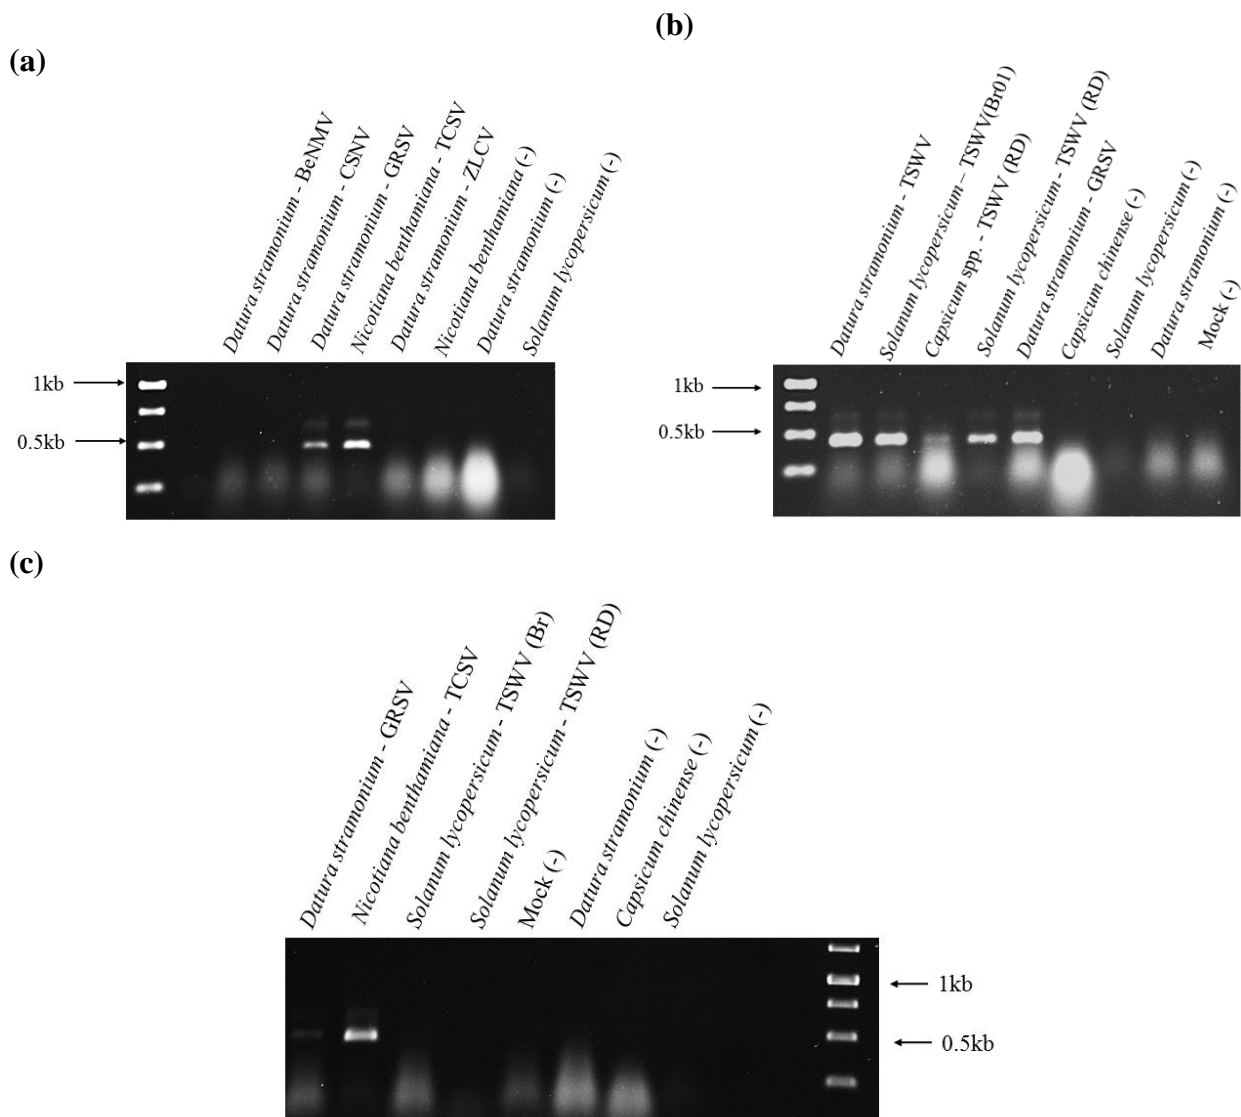 (a)
Datura stramonium - BeNMV
Datura stramonium - CSNV
Datura stramonium - GRSV
Nicotiana benthamiana - TCSV
Datura stramonium - ZLCV
Nicotiana benthamiana (-)
Datura stramonium (-)
Solanum lycopersicum (-)
1kb
0.5kb
(b)
Datura stramonium - TSWV
Solanum lycopersicum – TSWV(Br01)
Capsicum spp. - TSWV (RD)
Solanum lycopersicum - TSWV (RD)
Datura stramonium - GRSV
Capsicum chinense (-)
Solanum lycopersicum (-)
Datura stramonium (-)
Mock (-)
1kb
0.5kb
(c)
Datura stramonium - GRSV
Nicotiana benthamiana - TCSV
Solanum lycopersicum - TSWV (Br)
Solanum lycopersicum - TSWV (RD)
Mock (-)
Datura stramonium (-)
Capsicum chinense (-)
Solanum lycopersicum (-)
1kb
0.5kb